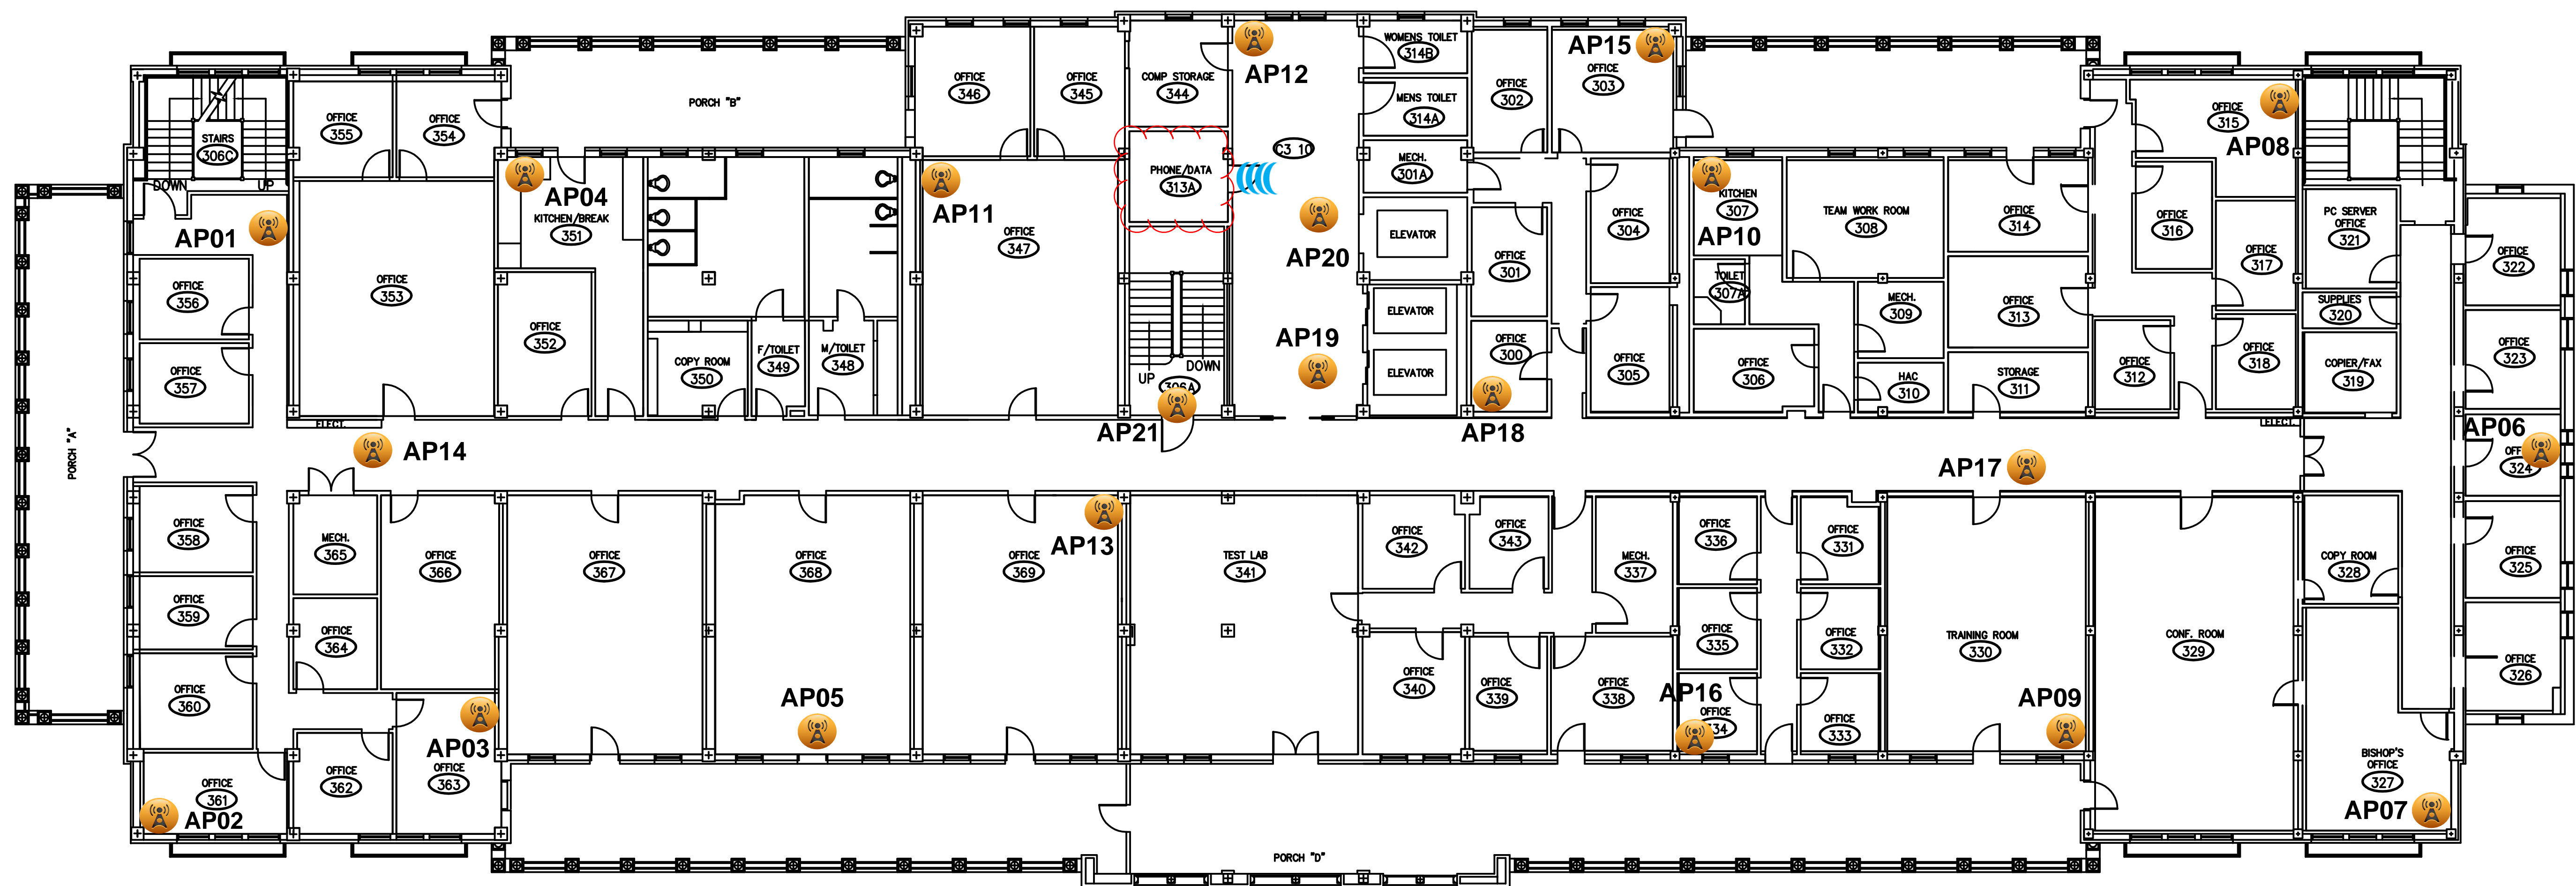 AP15
AP12
WOMENS TOILET
314B
MENS TOILET
314A
MECH.
301A
OFFICE
346
OFFICE
345
COMP STORAGE
344
PHONE/DATA
313A
C3 10
OFFICE
302
OFFICE
303
PORCH "B"
STAIRS
306C
DOWN
UP
OFFICE
355
OFFICE
354
OFFICE
315
AP08
AP01
AP04
KITCHEN/BREAK
351
AP11
OFFICE
347
AP20
ELEVATOR
ELEVATOR
ELEVATOR
AP19
OFFICE
301
OFFICE
300
OFFICE
304
OFFICE
305
KITCHEN
307
AP10
TOILET
307A
TEAM WORK ROOM
308
OFFICE
314
OFFICE
313
MECH.
309
OFFICE
306
HAC
310
STORAGE
311
OFFICE
316
OFFICE
317
OFFICE
312
OFFICE
318
PC SERVER
OFFICE
321
SUPPLIES
320
COPIER/FAX
319
OFFICE
322
OFFICE
323
AP06
OFF
324
OFFICE
325
OFFICE
326
OFFICE
356
OFFICE
357
OFFICE
353
OFFICE
352
COPY ROOM
350
F/TOILET
349
M/TOILET
348
UP
DOWN
306A
AP21
AP18
ELECT.
ELECT.
PORCH "A"
AP14
AP17
OFFICE
358
OFFICE
359
OFFICE
360
OFFICE
361
AP02
MECH.
365
OFFICE
364
OFFICE
366
AP03
OFFICE
363
OFFICE
362
OFFICE
367
OFFICE
368
AP05
OFFICE
369
AP13
TEST LAB
341
OFFICE
342
OFFICE
343
MECH.
337
OFFICE
340
OFFICE
339
OFFICE
338
OFFICE
336
OFFICE
335
AP16
OFFICE
334
OFFICE
331
OFFICE
332
OFFICE
333
TRAINING ROOM
330
AP09
CONF. ROOM
329
COPY ROOM
328
BISHOP'S
OFFICE
327
AP07
PORCH "D"